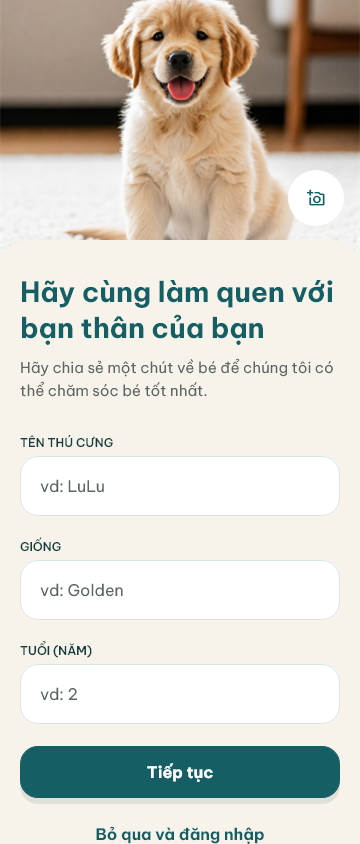 Hãy cùng làm quen với
bạn thân của bạn
Hãy chia sẻ một chút về bé để chúng tôi có
thể chăm sóc bé tốt nhất.
TÊN THÚ CƯNG
vd: LuLu
GIỐNG
vd: Golden
TUỔI (NĂM)
vd: 2
Tiếp tục
Bỏ qua và đăng nhập